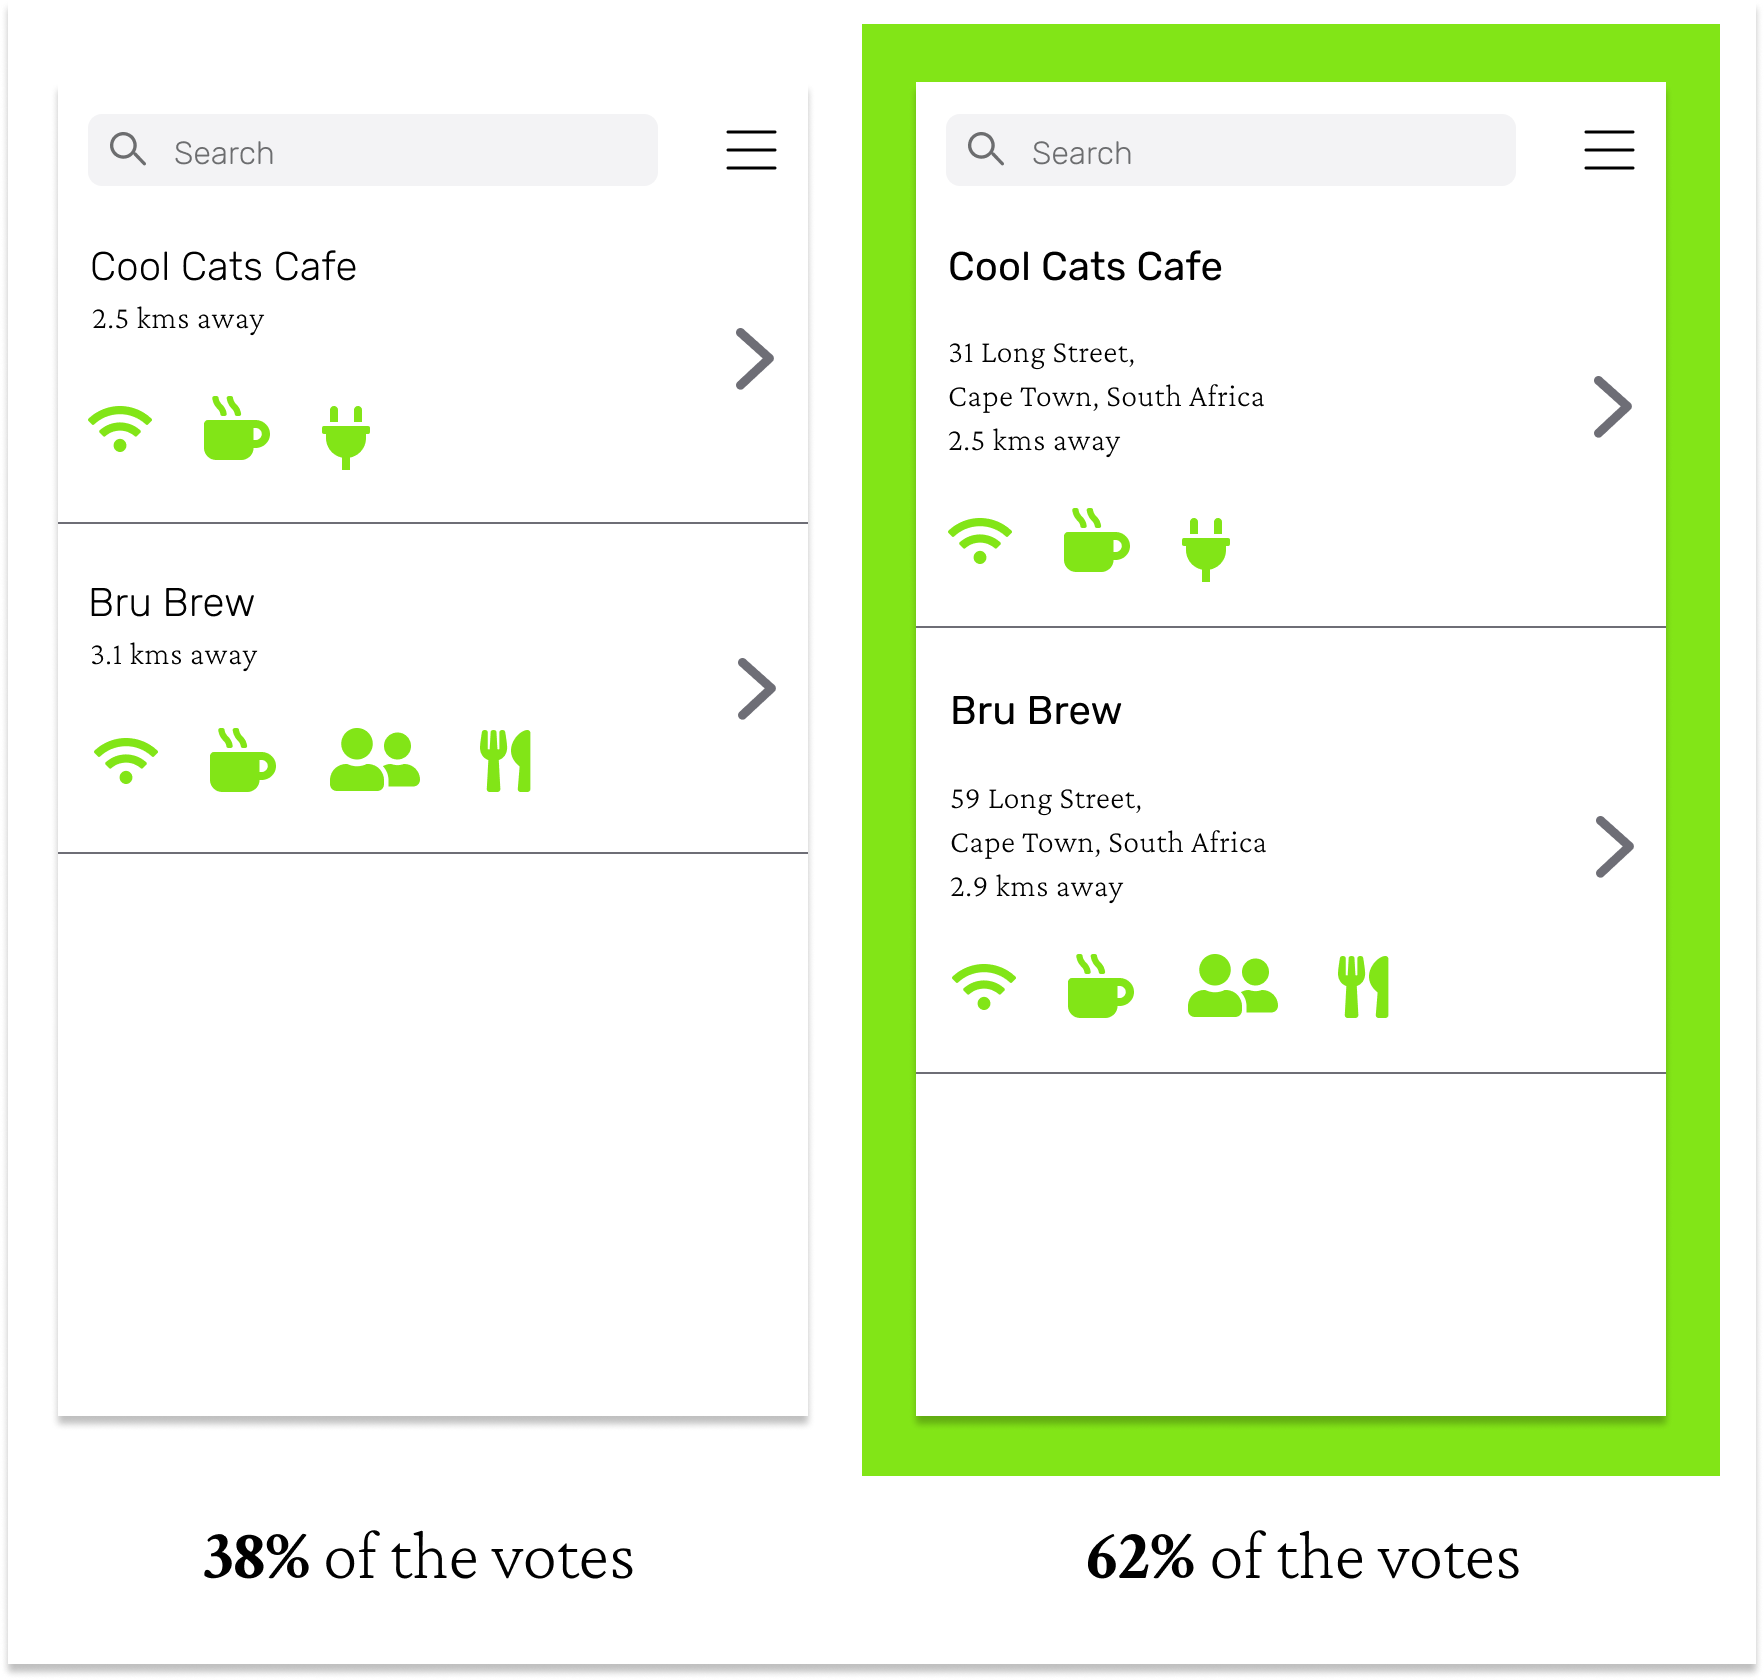 Search
Cool Cats Cafe
2.5 kms away
Bru Brew
3.1 kms away
38% of the votes
Search
Cool Cats Cafe
31 Long Street,
Cape Town, South Africa
2.5 kms away
Bru Brew
59 Long Street,
Cape Town, South Africa
2.9 kms away
62% of the votes